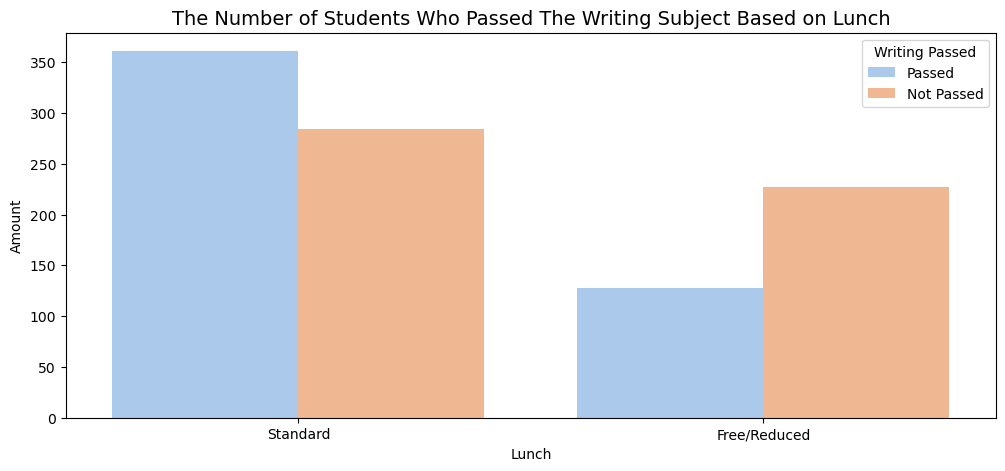 The Number of Students Who Passed The Writing Subject Based on Lunch
Writing Passed
Passed
Not Passed
Amount
350
300
250
200
150
100
50
0
Standard
Free/Reduced
Lunch